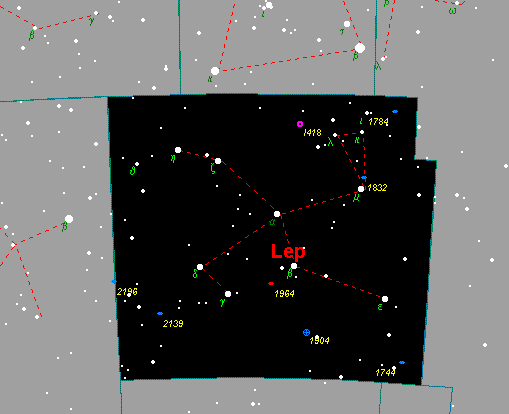 β γ ι τ ρ ω
κ β λ
I418 ι 1784
λ κ
η ζ θ
μ 1832
β α
Lep
δ β
2196 γ 1964 ε
2139 1904
1744